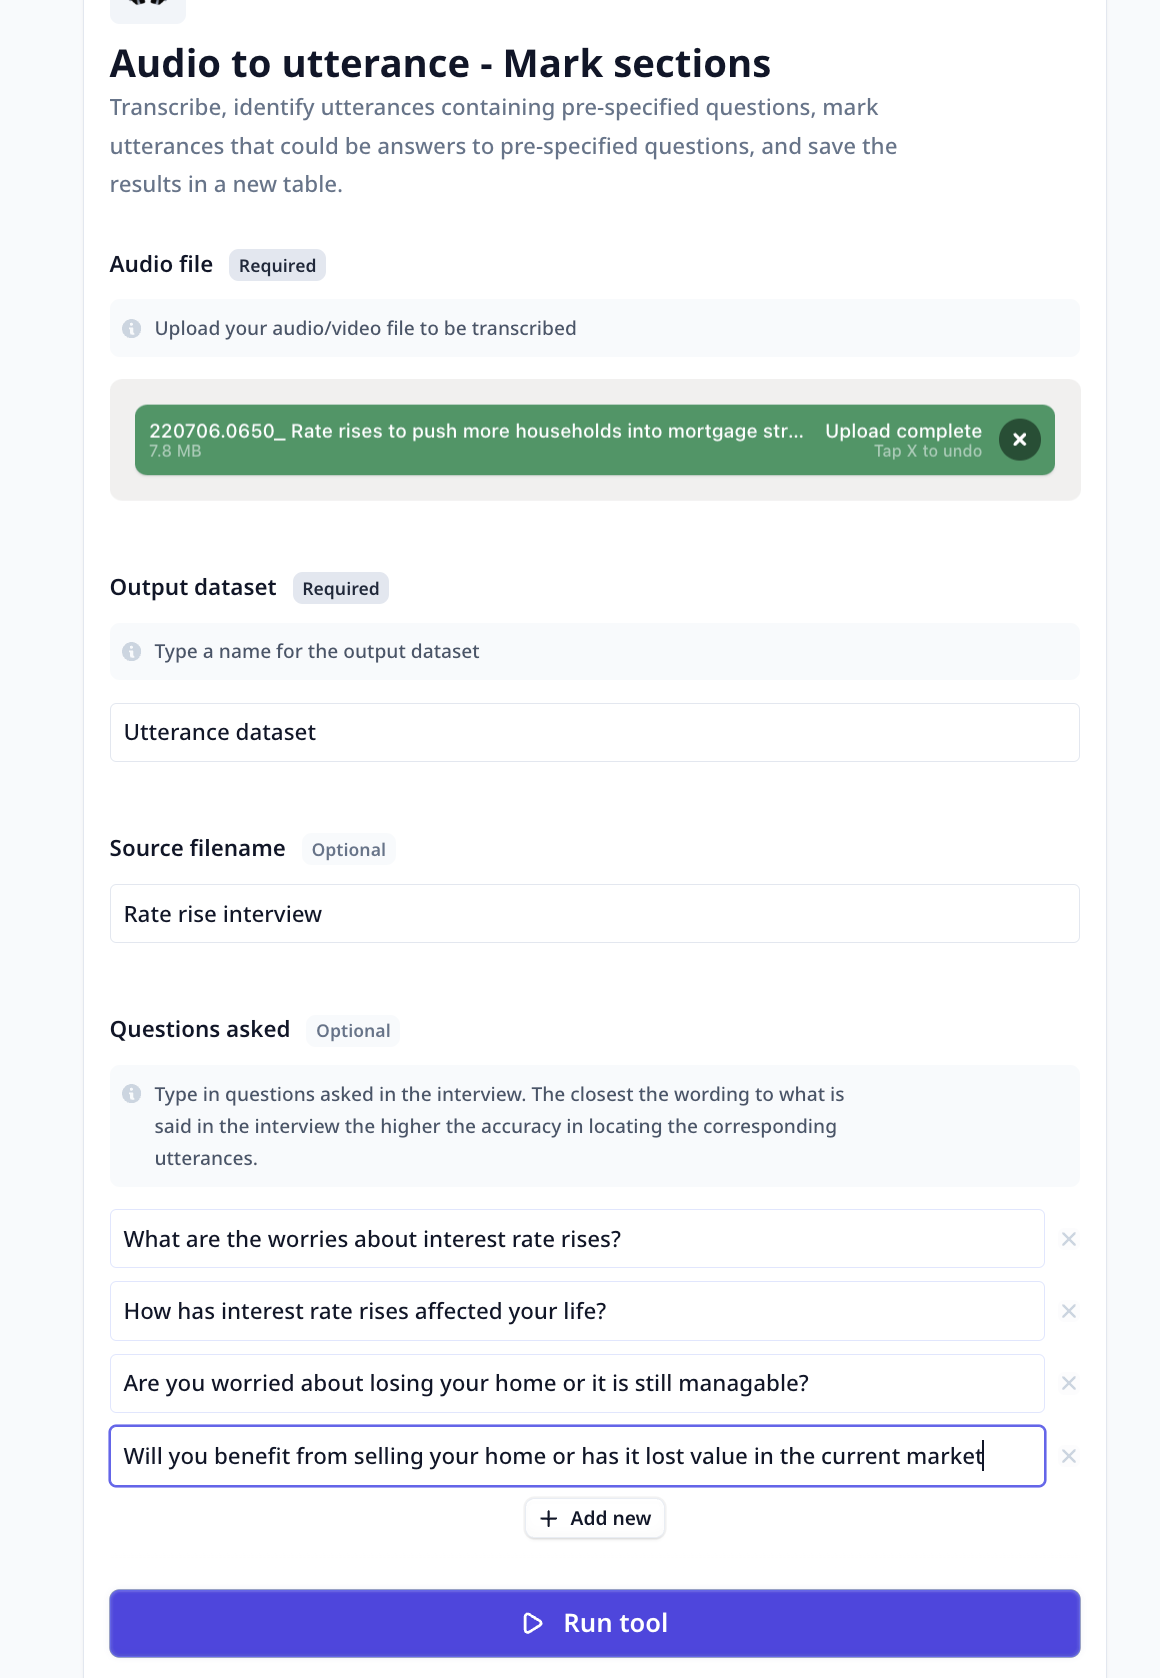 Audio to utterance - Mark sections
Transcribe, identify utterances containing pre-specified questions, mark
utterances that could be answers to pre-specified questions, and save the
results in a new table.
Audio file Required
Upload your audio/video file to be transcribed
220706.0650_ Rate rises to push more households into mortgage str... Upload complete
7.8 MB Tap X to undo
Output dataset Required
Type a name for the output dataset
Utterance dataset
Source filename Optional
Rate rise interview
Questions asked Optional
Type in questions asked in the interview. The closest the wording to what is
said in the interview the higher the accuracy in locating the corresponding
utterances.
What are the worries about interest rate rises?
How has interest rate rises affected your life?
Are you worried about losing your home or it is still managable?
Will you benefit from selling your home or has it lost value in the current market
Add new
Run tool